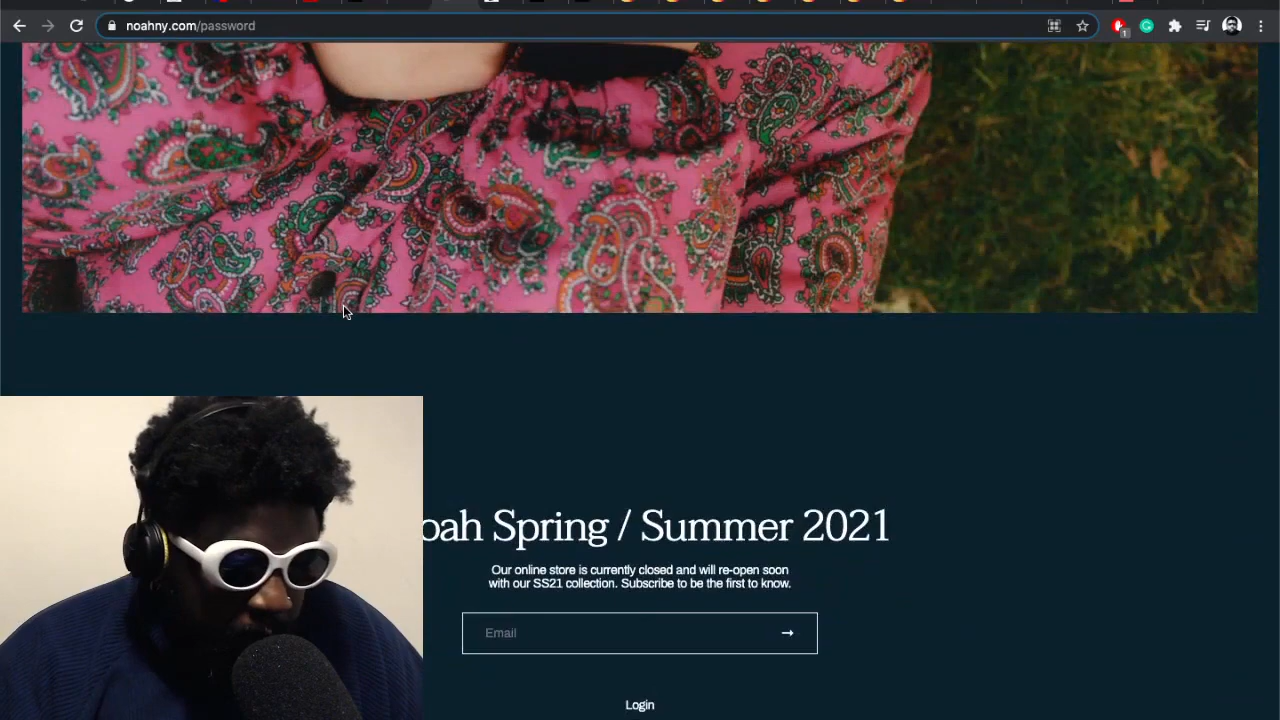 noahny.com/password
1
oah Spring / Summer 2021
Our online store is currently closed and will re-open soon
with our SS21 collection. Subscribe to be the first to know.
Email
Login